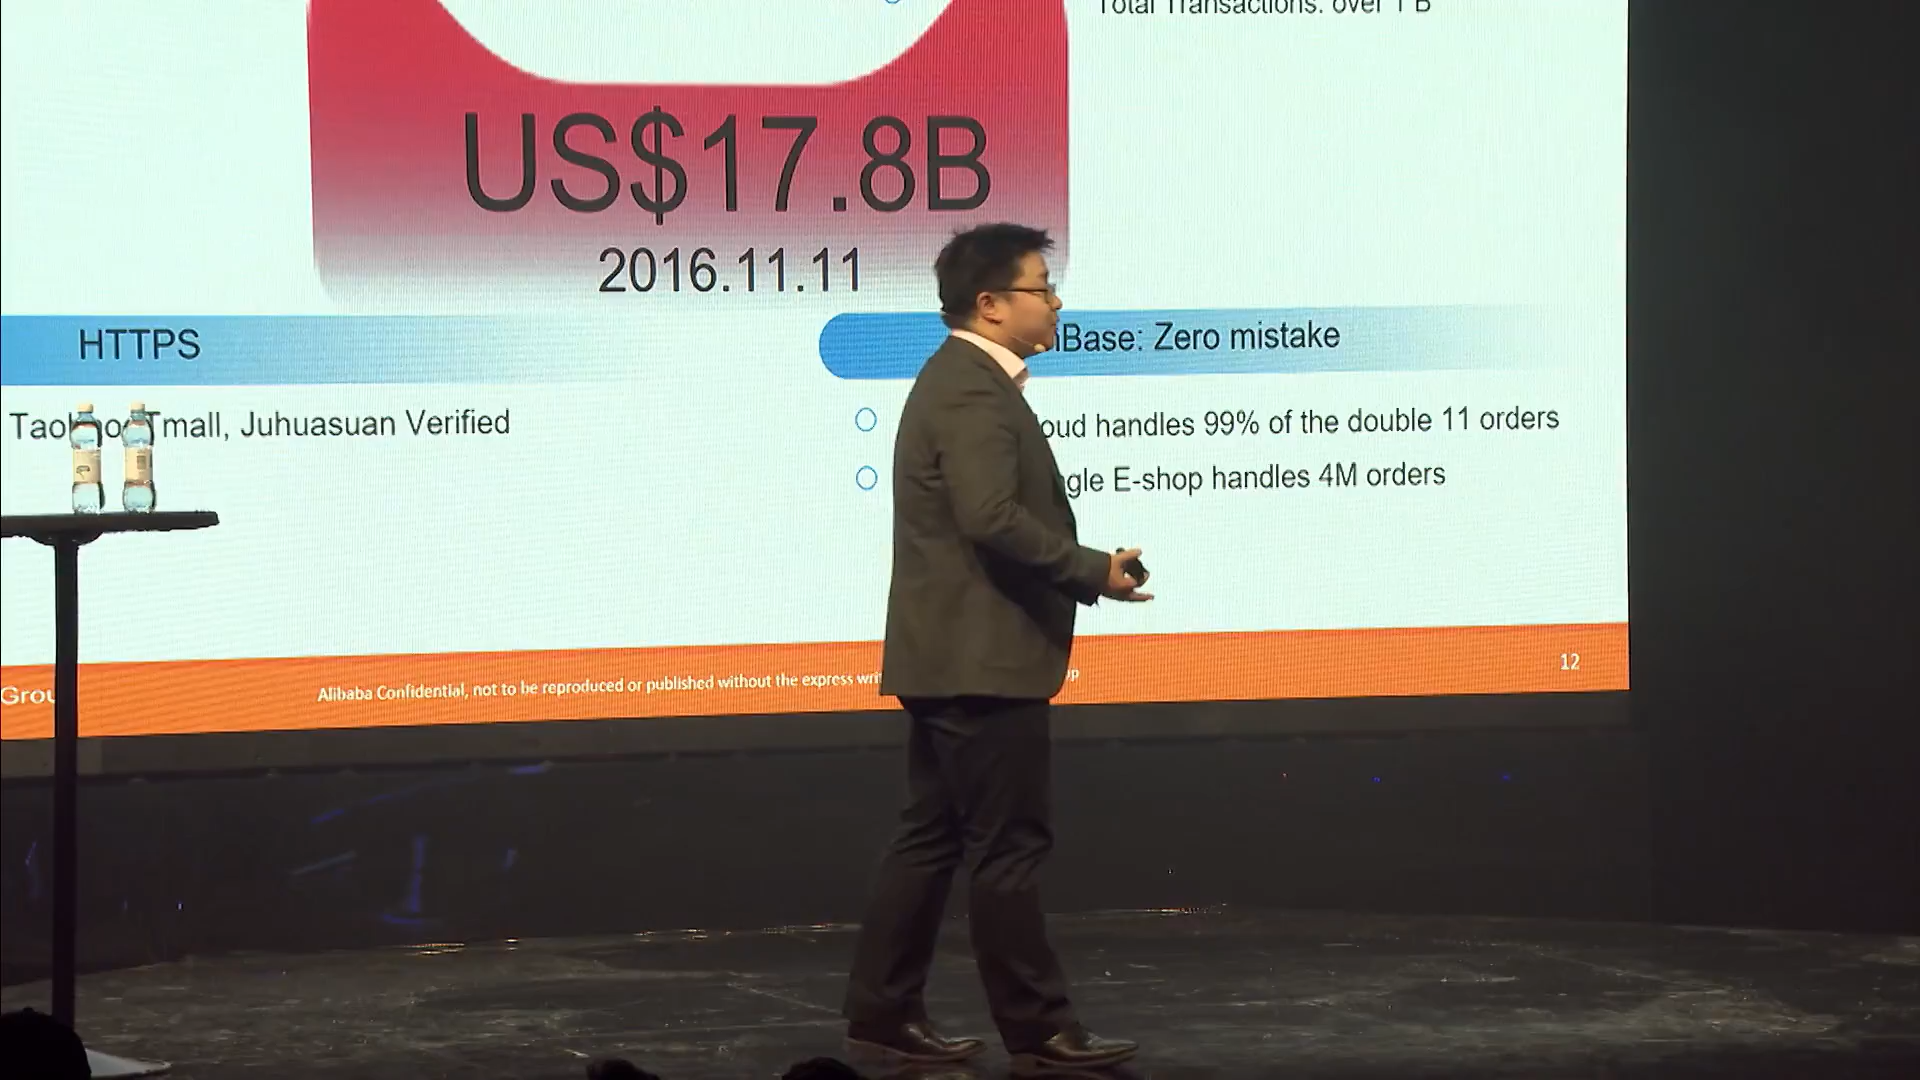 Total Transactions: over 1 B
US$17.8B
2016.11.11
HTTPS
Base: Zero mistake
Tmall, Juhuasuan Verified
handles 99% of the double 11 orders
E-shop handles 4M orders
Alibaba Confidential, not to be reproduced or published without the express
12